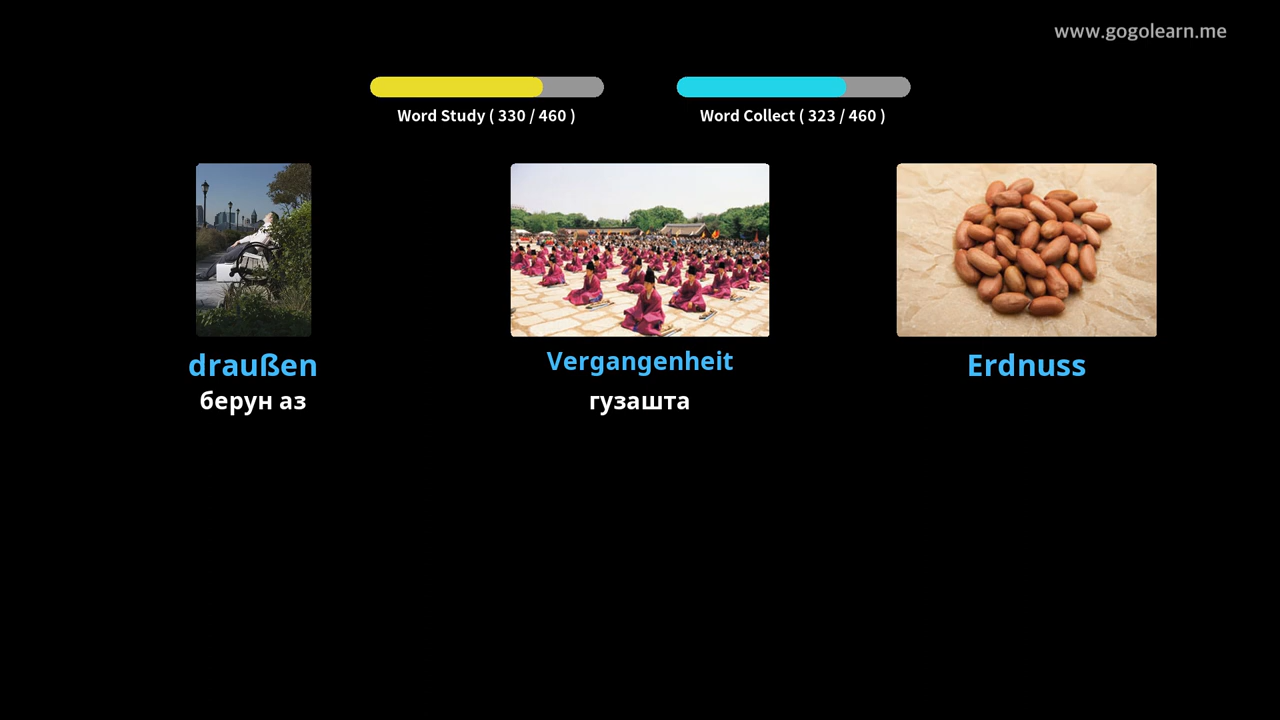 www.gogolearn.me
Word Study ( 330 / 460 )
Word Collect ( 323 / 460 )
draußen
берун аз
Vergangenheit
гузашта
Erdnuss